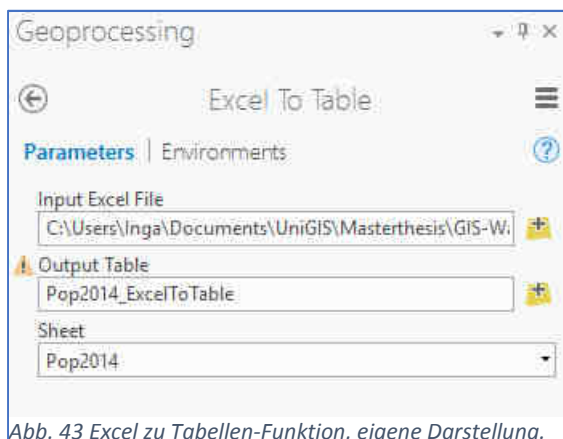 Geoprocessing
Excel To Table
Parameters | Environments
Input Excel File
C:\Users\Inga\Documents\UniGIS\Masterthesis\GIS-W
Output Table
Pop2014_ExcelToTable
Sheet
Pop2014
Abb. 43 Excel zu Tabellen-Funktion, eigene Darstellung.